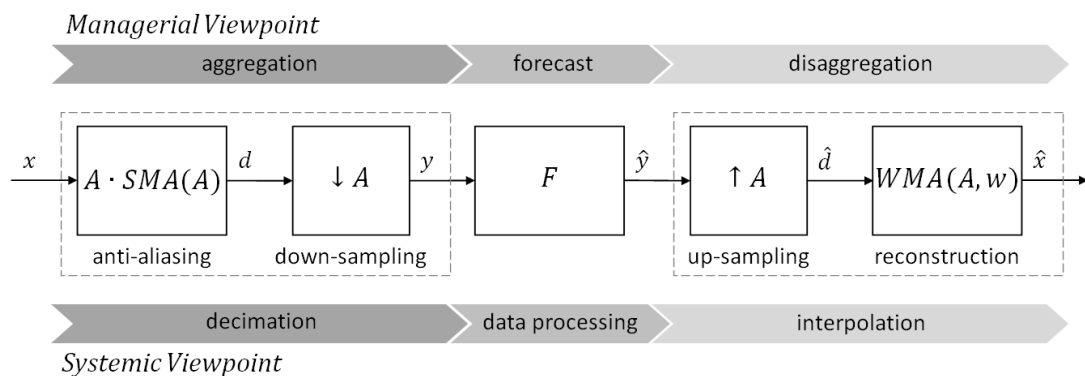 Managerial Viewpoint
aggregation forecast disaggregation
x d y ŷ d̂ x̂
A · SMA(A) ↓ A F ↑ A WMA(A, w)
anti-aliasing down-sampling up-sampling reconstruction
decimation data processing interpolation
Systemic Viewpoint